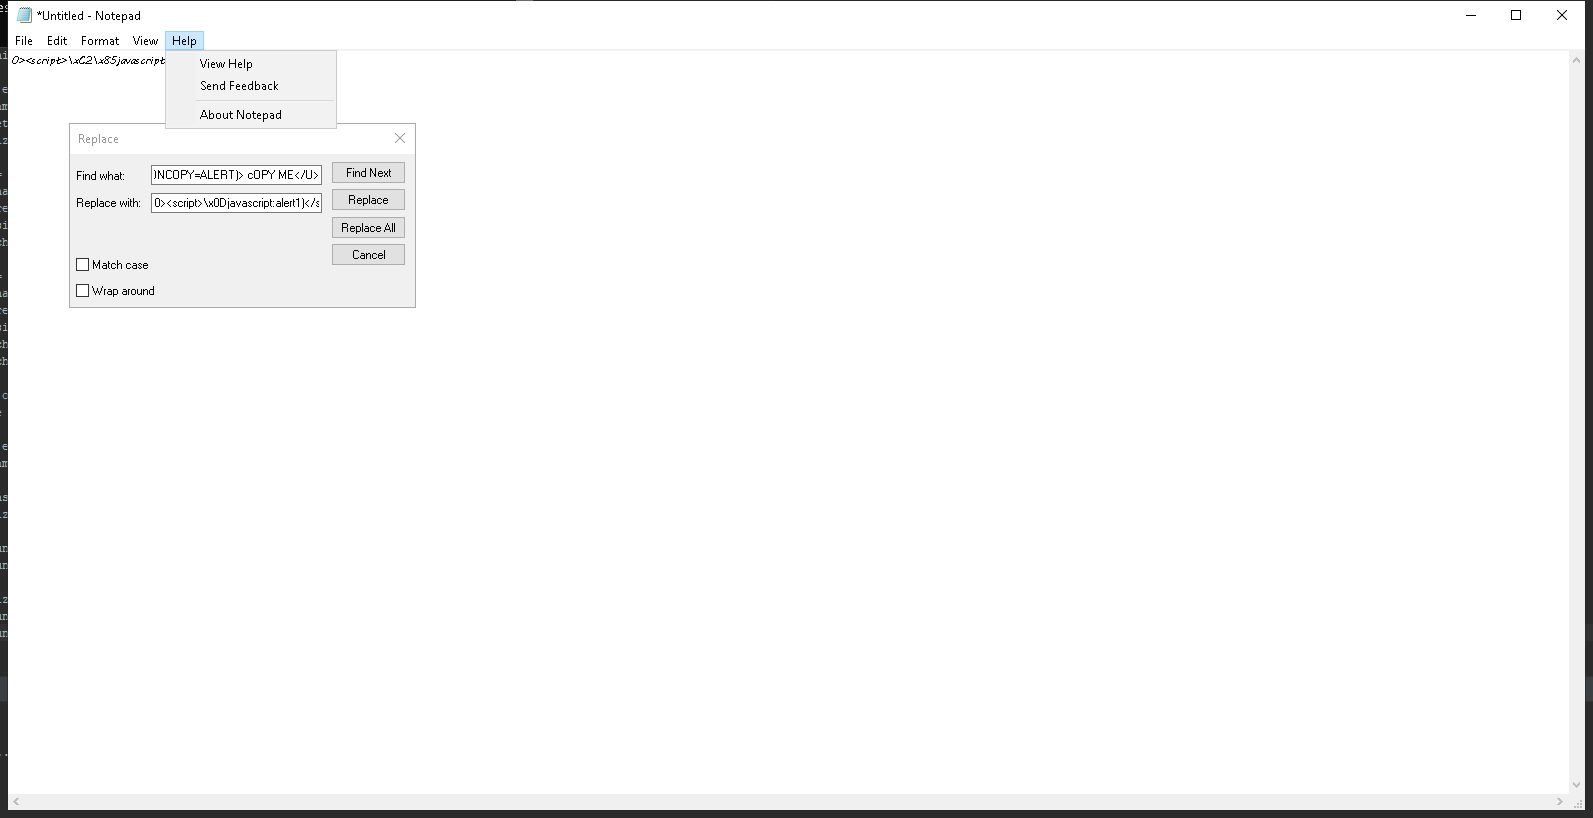 *Untitled - Notepad
File Edit Format View Help
0><script>\xC2\x85javascript
View Help
Send Feedback
About Notepad
Replace
Find what: )NCOPY=ALERT)> cOPY ME</U> Find Next
Replace with: 0><script>\x0Djavascript:alert1)</s Replace
Replace All
Cancel
Match case
Wrap around